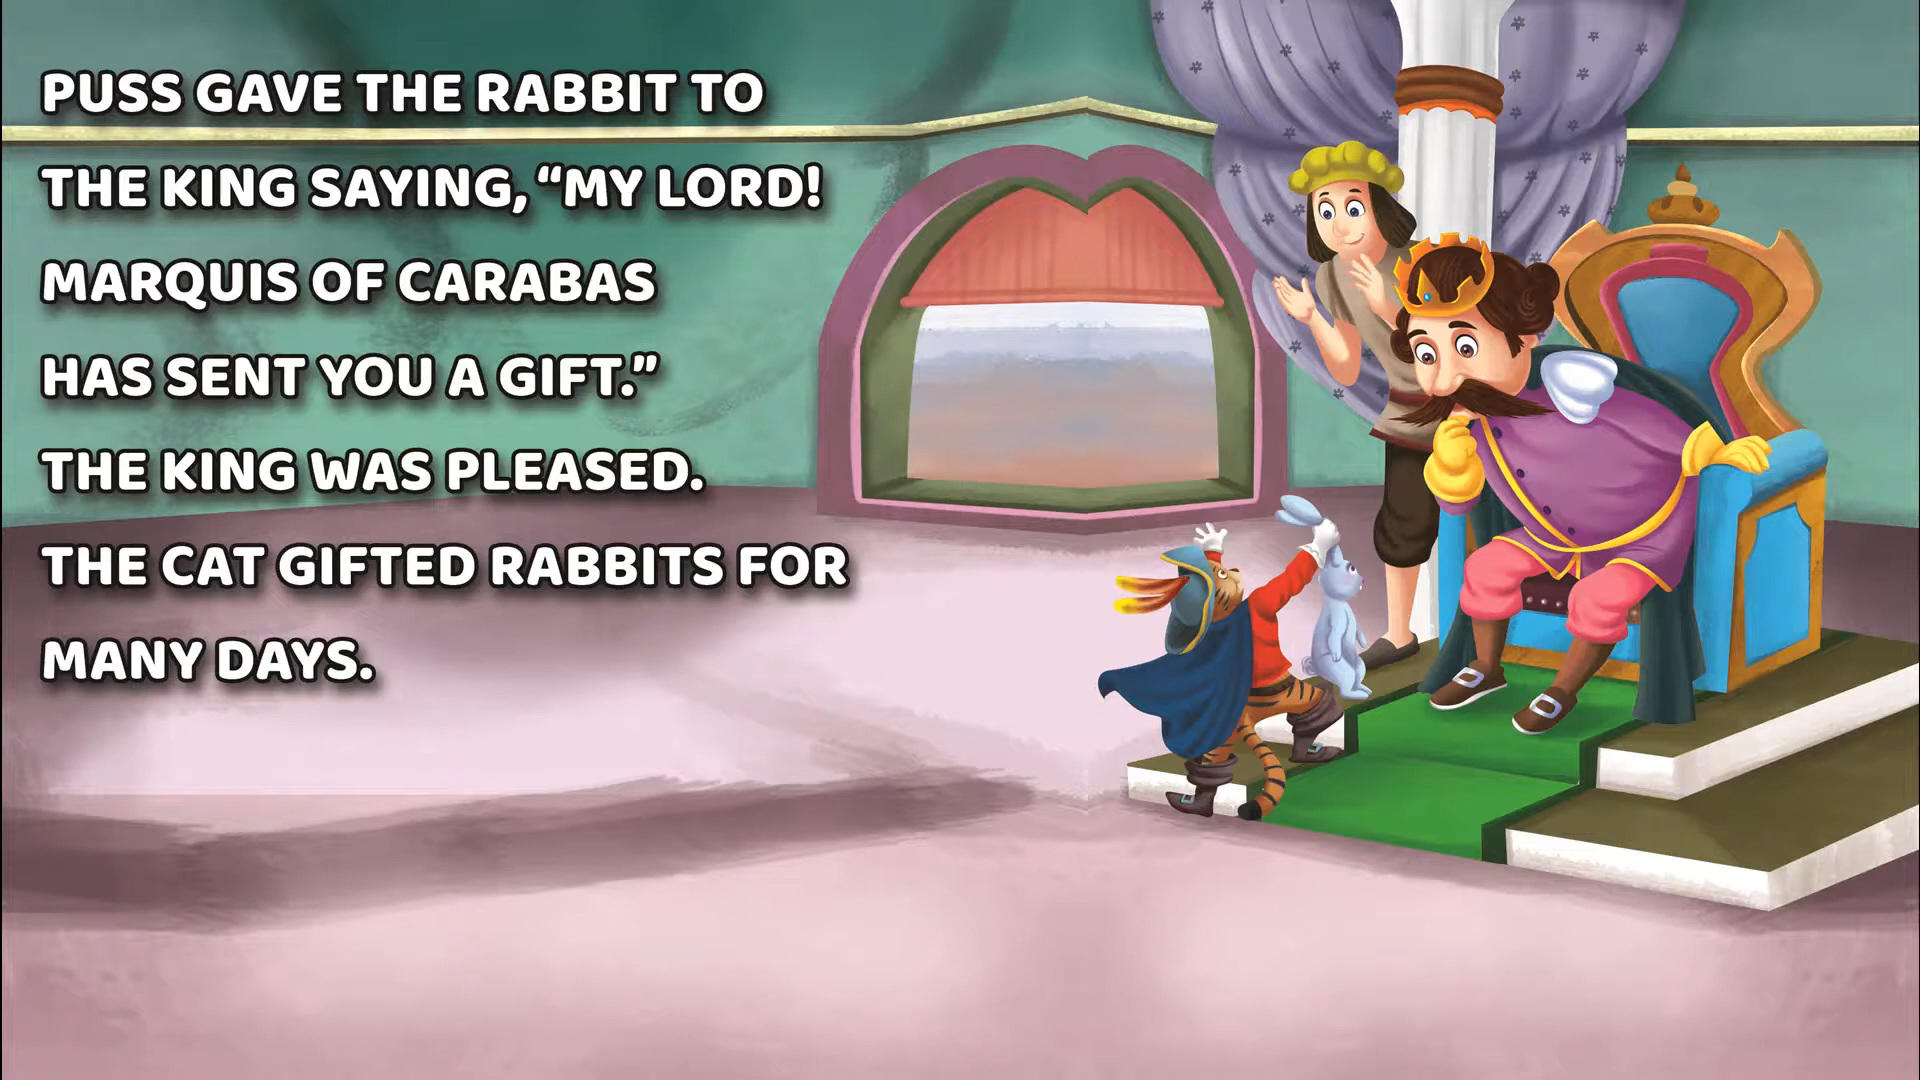 PUSS GAVE THE RABBIT TO
THE KING SAYING, “MY LORD!
MARQUIS OF CARABAS
HAS SENT YOU A GIFT.”
THE KING WAS PLEASED.
THE CAT GIFTED RABBITS FOR
MANY DAYS.